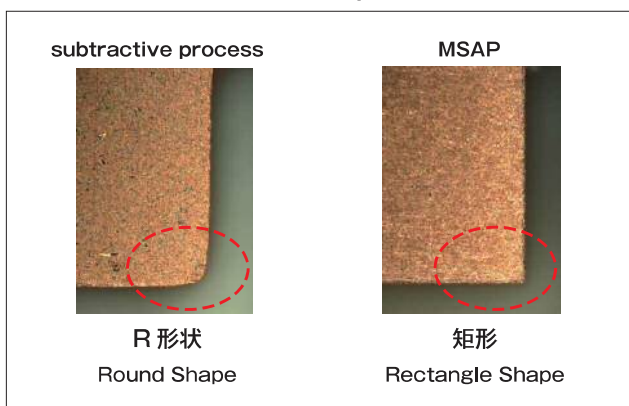 subtractive process
MSAP
R 形状
矩形
Round Shape
Rectangle Shape